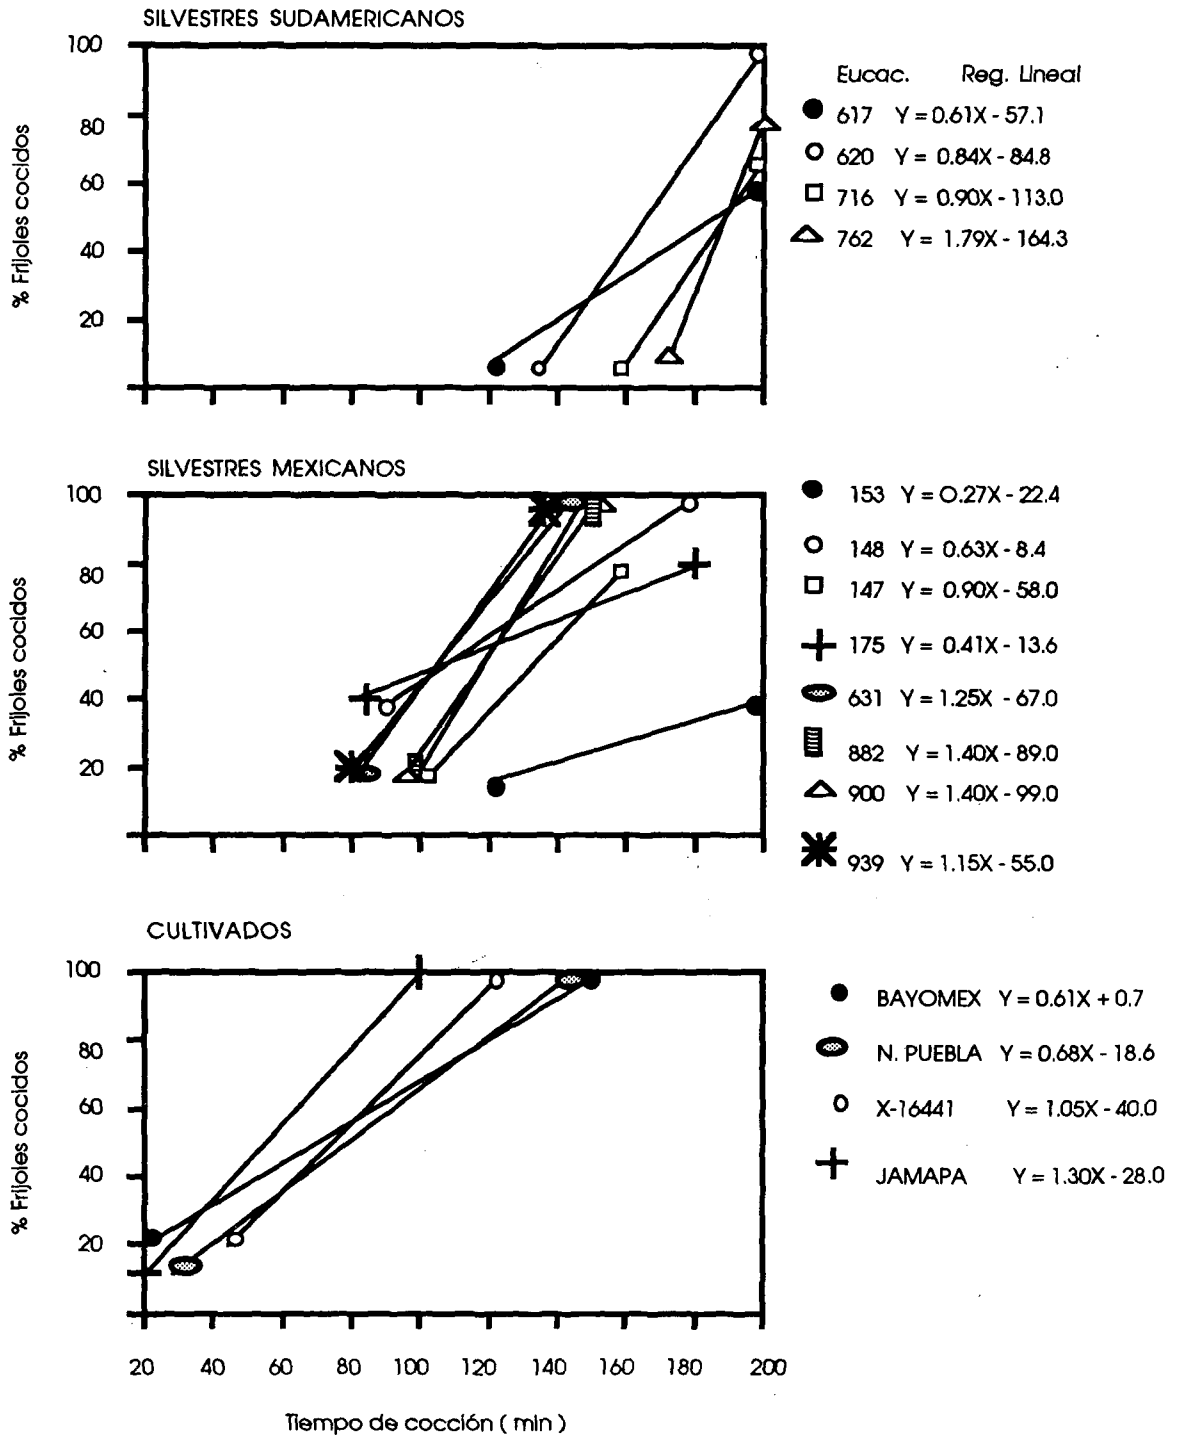 SILVESTRES SUDAMERICANOS
100
80
60
40
20
% Frijoles cocidos
Eucac. Reg. Lineal
617 Y = 0.61X - 57.1
620 Y = 0.84X - 84.8
716 Y = 0.90X - 113.0
762 Y = 1.79X - 164.3
SILVESTRES MEXICANOS
100
80
60
40
20
% Frijoles cocidos
153 Y = 0.27X - 22.4
148 Y = 0.63X - 8.4
147 Y = 0.90X - 58.0
175 Y = 0.41X - 13.6
631 Y = 1.25X - 67.0
882 Y = 1.40X - 89.0
900 Y = 1.40X - 99.0
939 Y = 1.15X - 55.0
CULTIVADOS
100
80
60
40
20
% Frijoles cocidos
BAYOMEX Y = 0.61X + 0.7
N. PUEBLA Y = 0.68X - 18.6
X-16441 Y = 1.05X - 40.0
JAMAPA Y = 1.30X - 28.0
20 40 60 80 100 120 140 160 180 200
Tiempo de cocción ( min )